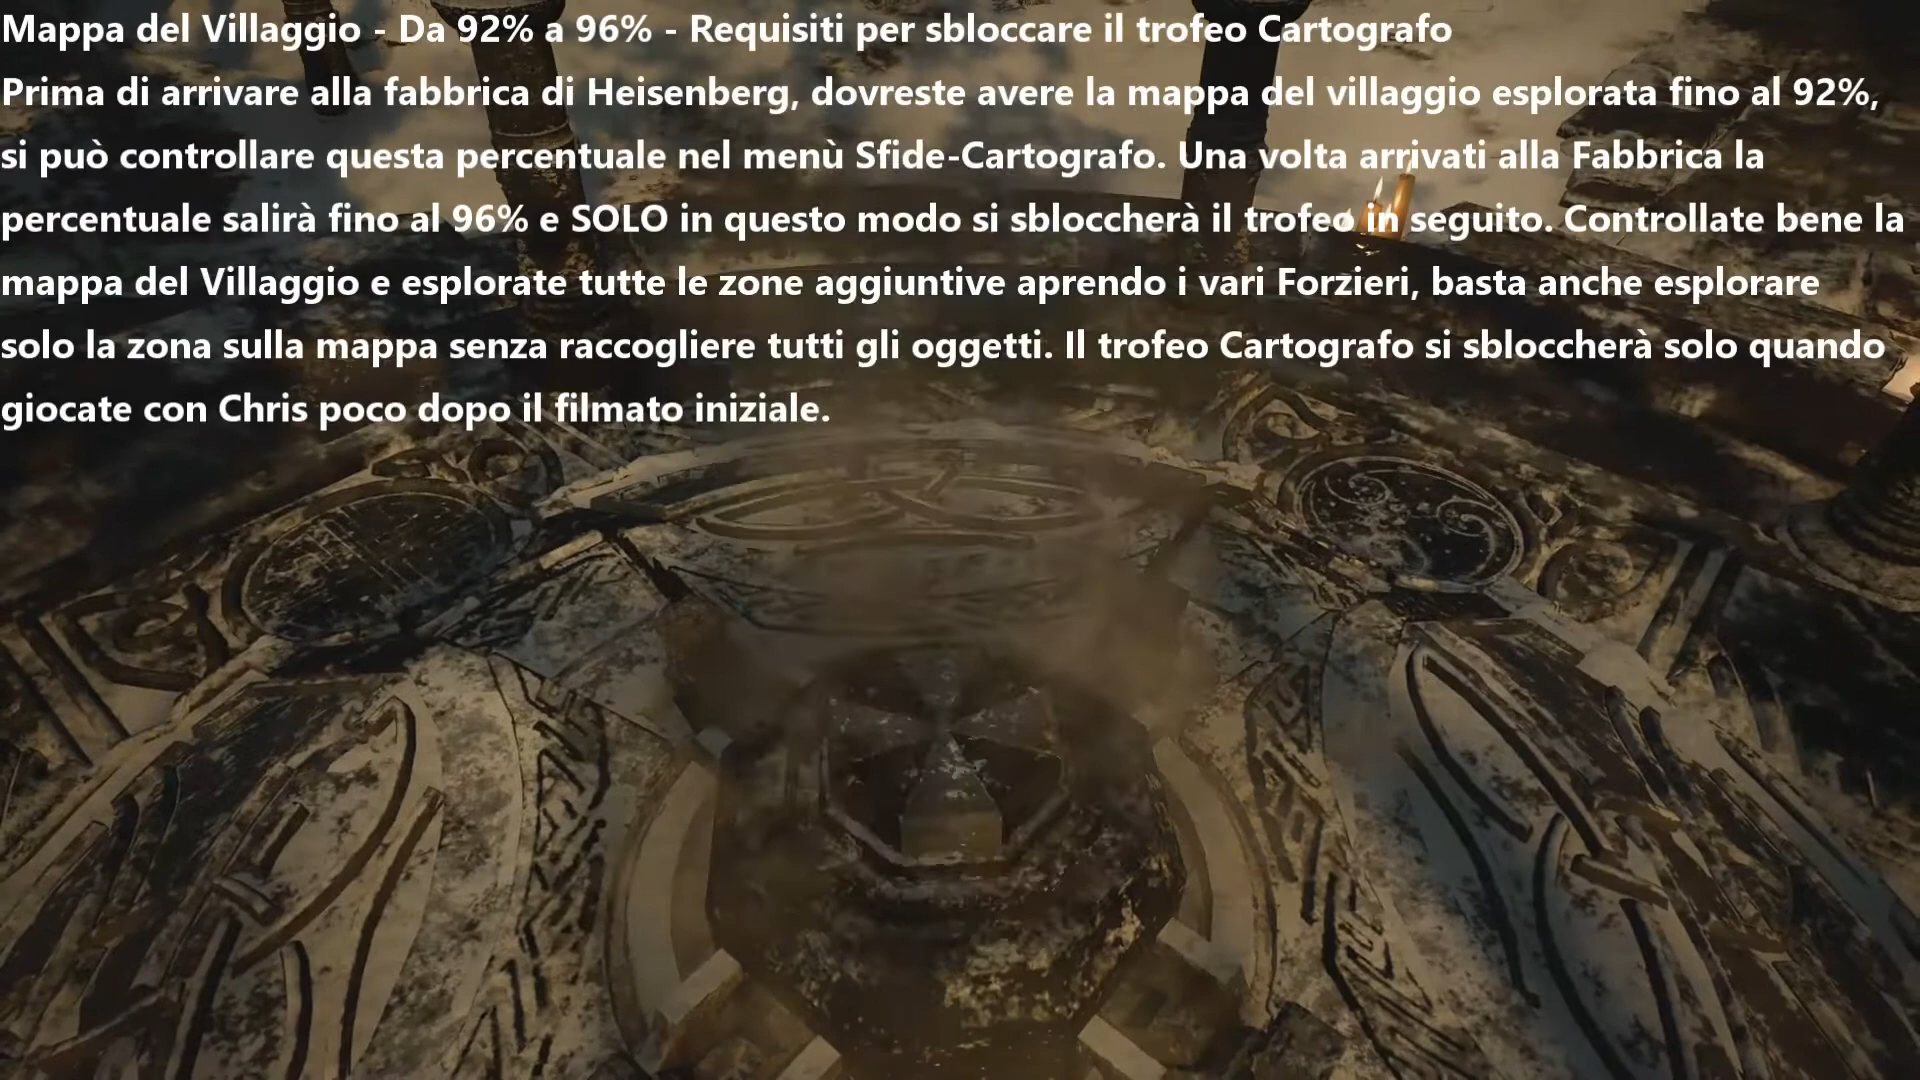 Mappa del Villaggio - Da 92% a 96% - Requisiti per sbloccare il trofeo Cartografo
Prima di arrivare alla fabbrica di Heisenberg, dovreste avere la mappa del villaggio esplorata fino al 92%,
si può controllare questa percentuale nel menù Sfide-Cartografo. Una volta arrivati alla Fabbrica la
percentuale salirà fino al 96% e SOLO in questo modo si sbloccherà il trofeo in seguito. Controllate bene la
mappa del Villaggio e esplorate tutte le zone aggiuntive aprendo i vari Forzieri, basta anche esplorare
solo la zona sulla mappa senza raccogliere tutti gli oggetti. Il trofeo Cartografo si sbloccherà solo quando
giocate con Chris poco dopo il filmato iniziale.